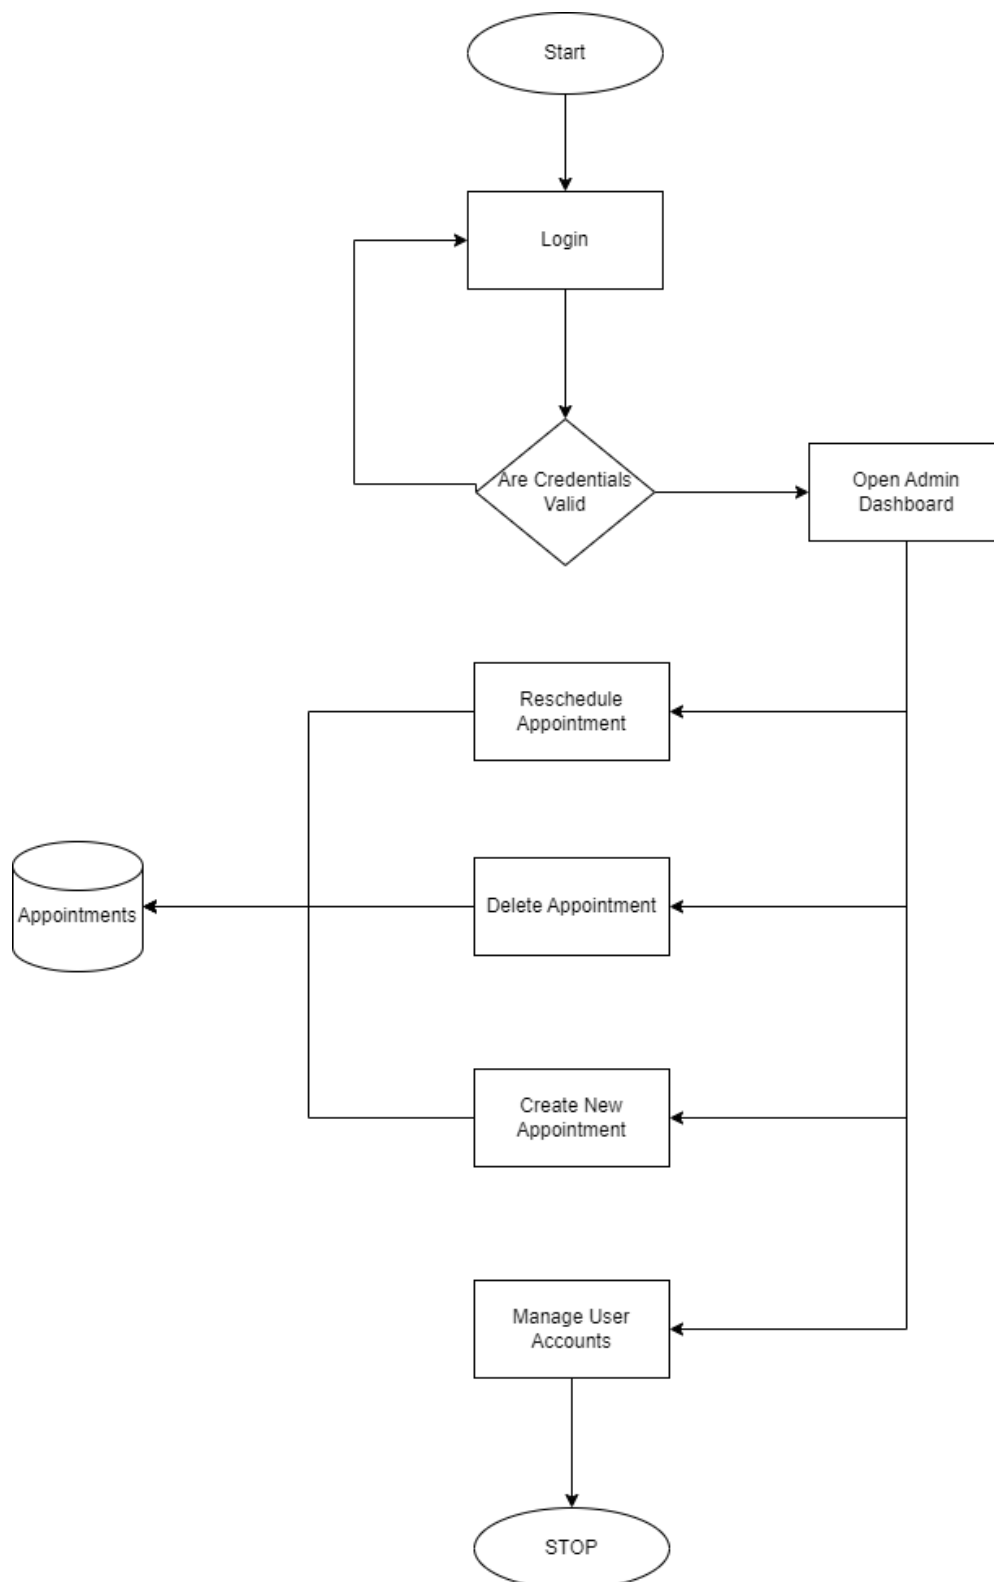 Start
Login
Are Credentials
Valid
Open Admin
Dashboard
Reschedule
Appointment
Delete Appointment
Appointments
Create New
Appointment
Manage User
Accounts
STOP